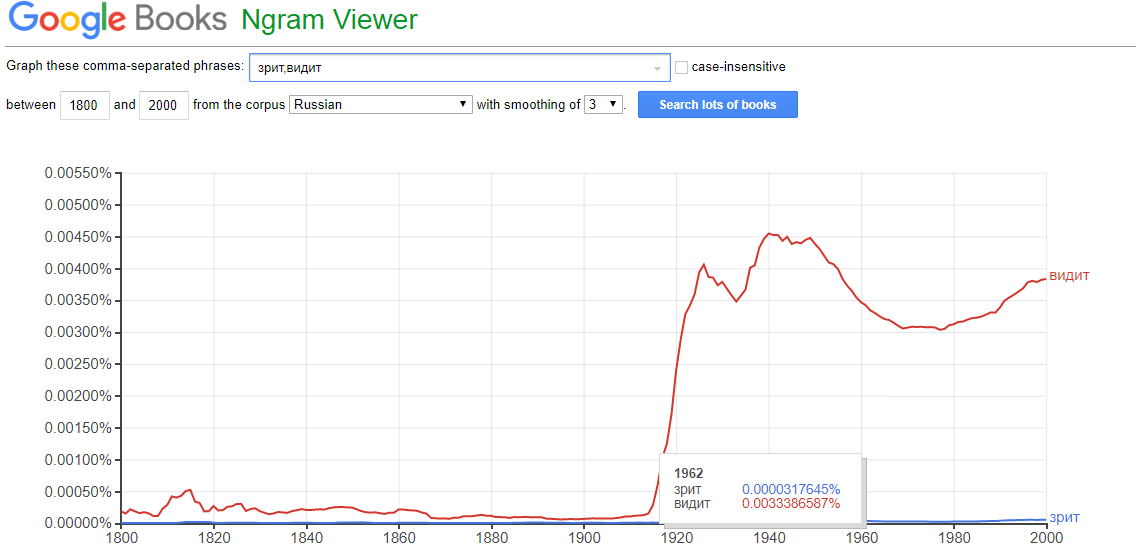 Google Books Ngram Viewer
Graph these comma-separated phrases: зрит,видит case-insensitive
between 1800 and 2000 from the corpus Russian with smoothing of 3 . Search lots of books
0.00550%
0.00500%
0.00450%
0.00400%
0.00350%
0.00300%
0.00250%
0.00200%
0.00150%
0.00100%
0.00050%
0.00000%
видит
1962
зрит 0.0000317645%
видит 0.0033386587%
зрит
1800 1820 1840 1860 1880 1900 1920 1940 1960 1980 2000